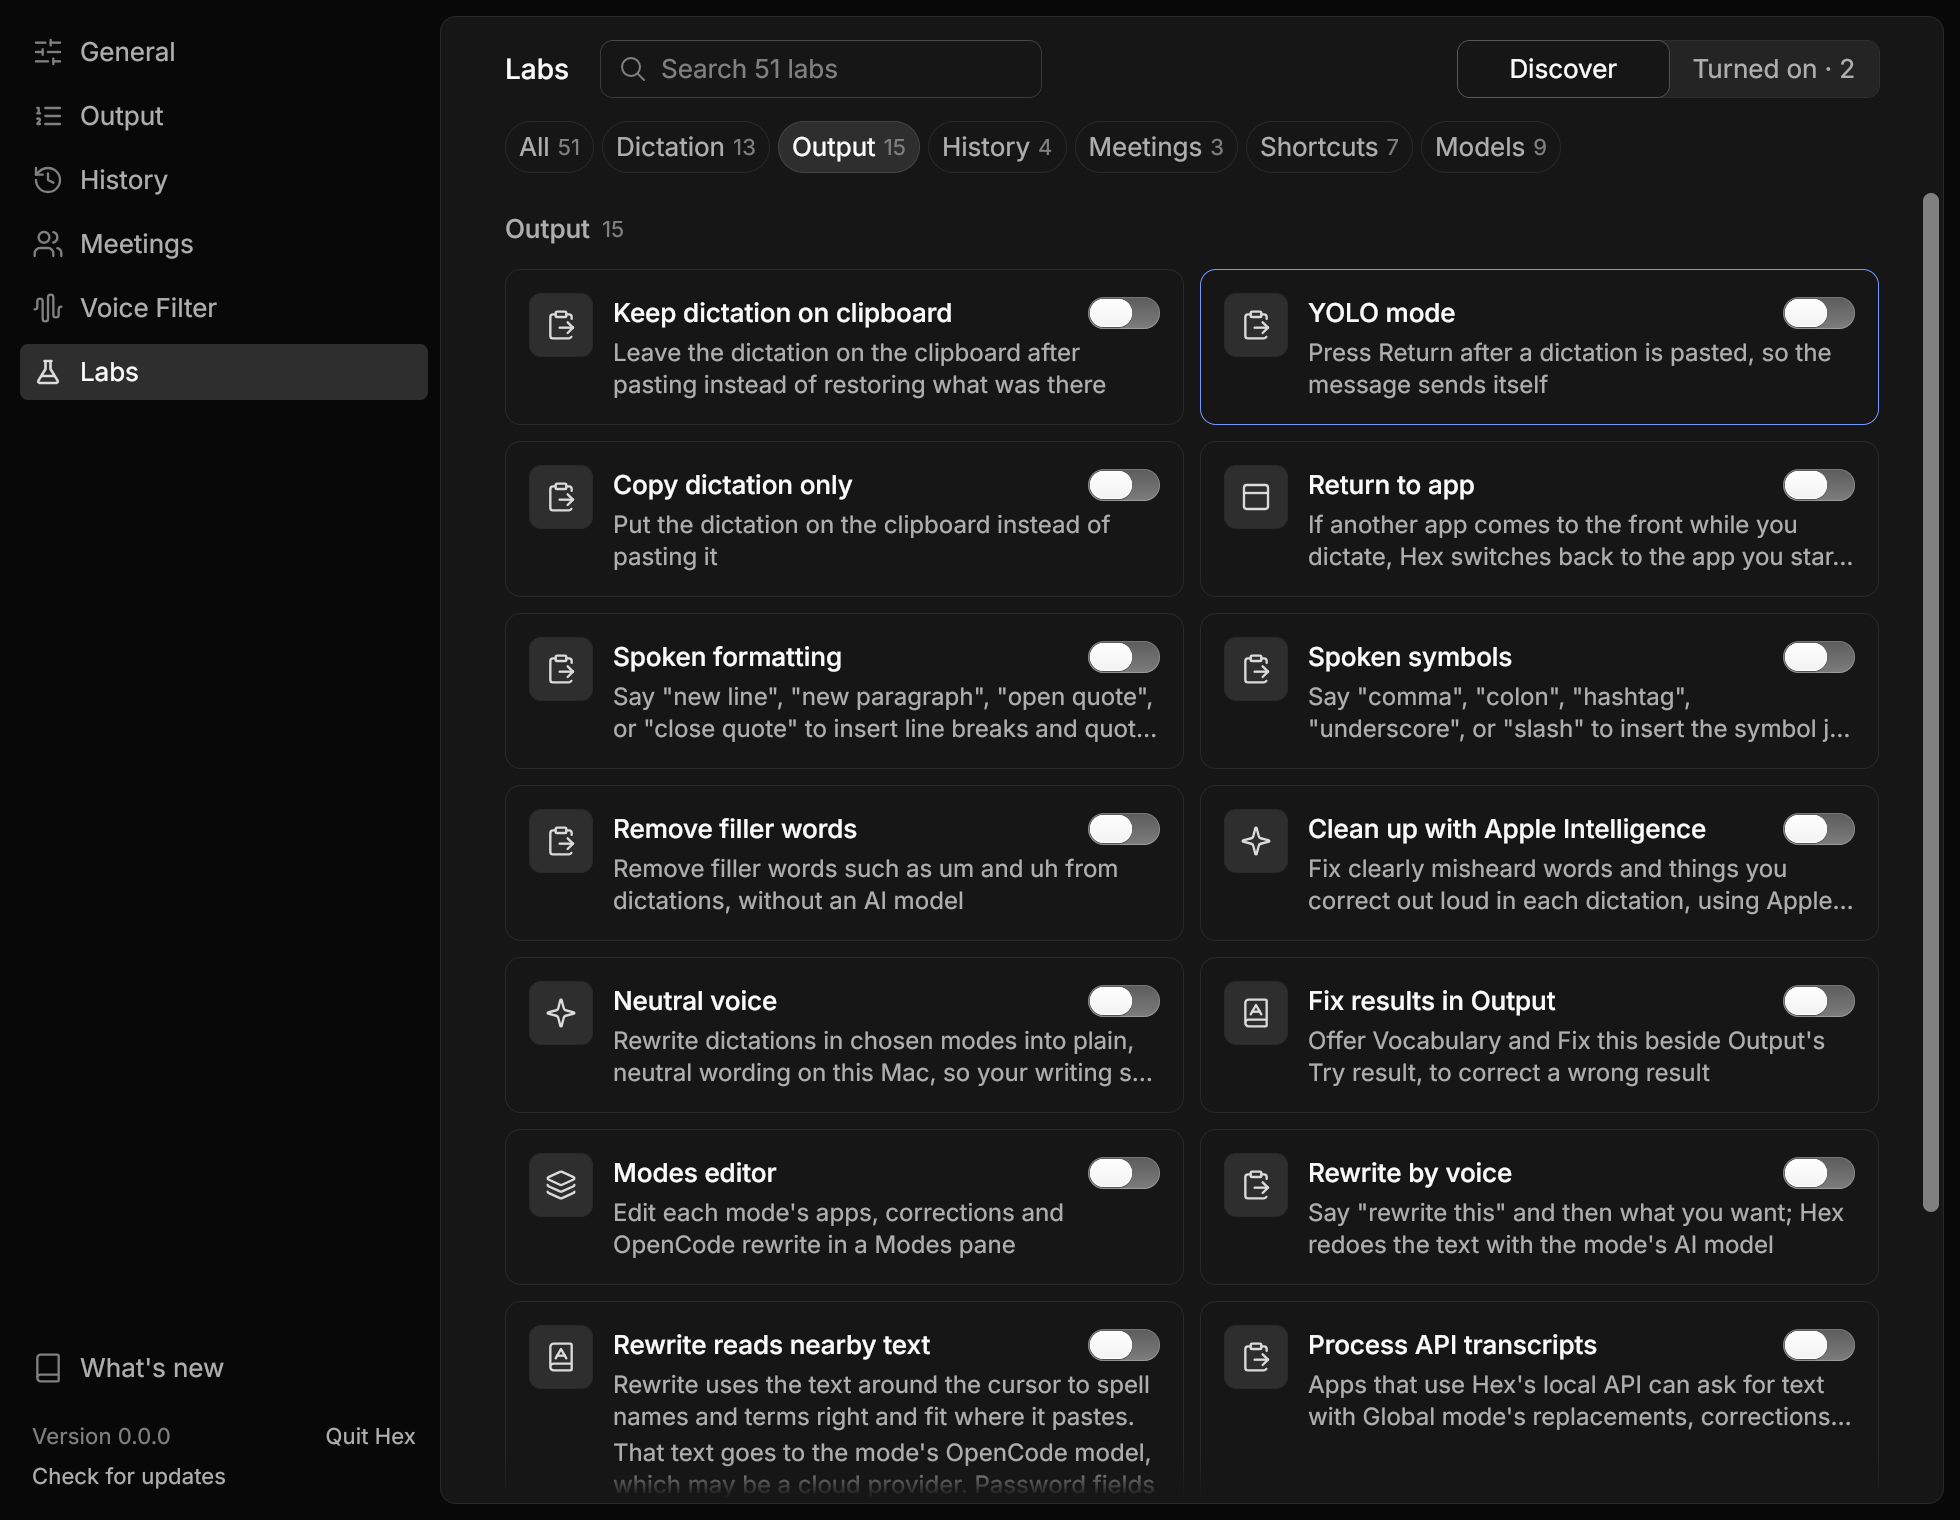 General
Output
History
Meetings
Voice Filter
Labs
What's new
Version 0.0.0
Quit Hex
Check for updates
Labs
Search 51 labs
Discover
Turned on · 2
All 51
Dictation 13
Output 15
History 4
Meetings 3
Shortcuts 7
Models 9
Output 15
Keep dictation on clipboard
Leave the dictation on the clipboard after
pasting instead of restoring what was there
YOLO mode
Press Return after a dictation is pasted, so the
message sends itself
Copy dictation only
Put the dictation on the clipboard instead of
pasting it
Return to app
If another app comes to the front while you
dictate, Hex switches back to the app you star...
Spoken formatting
Say "new line", "new paragraph", "open quote",
or "close quote" to insert line breaks and quot...
Spoken symbols
Say "comma", "colon", "hashtag",
"underscore", or "slash" to insert the symbol j...
Remove filler words
Remove filler words such as um and uh from
dictations, without an AI model
Clean up with Apple Intelligence
Fix clearly misheard words and things you
correct out loud in each dictation, using Apple...
Neutral voice
Rewrite dictations in chosen modes into plain,
neutral wording on this Mac, so your writing s...
Fix results in Output
Offer Vocabulary and Fix this beside Output's
Try result, to correct a wrong result
Modes editor
Edit each mode's apps, corrections and
OpenCode rewrite in a Modes pane
Rewrite by voice
Say "rewrite this" and then what you want; Hex
redoes the text with the mode's AI model
Rewrite reads nearby text
Rewrite uses the text around the cursor to spell
names and terms right and fit where it pastes.
That text goes to the mode's OpenCode model,
which may be a cloud provider. Password fields
Process API transcripts
Apps that use Hex's local API can ask for text
with Global mode's replacements, corrections...